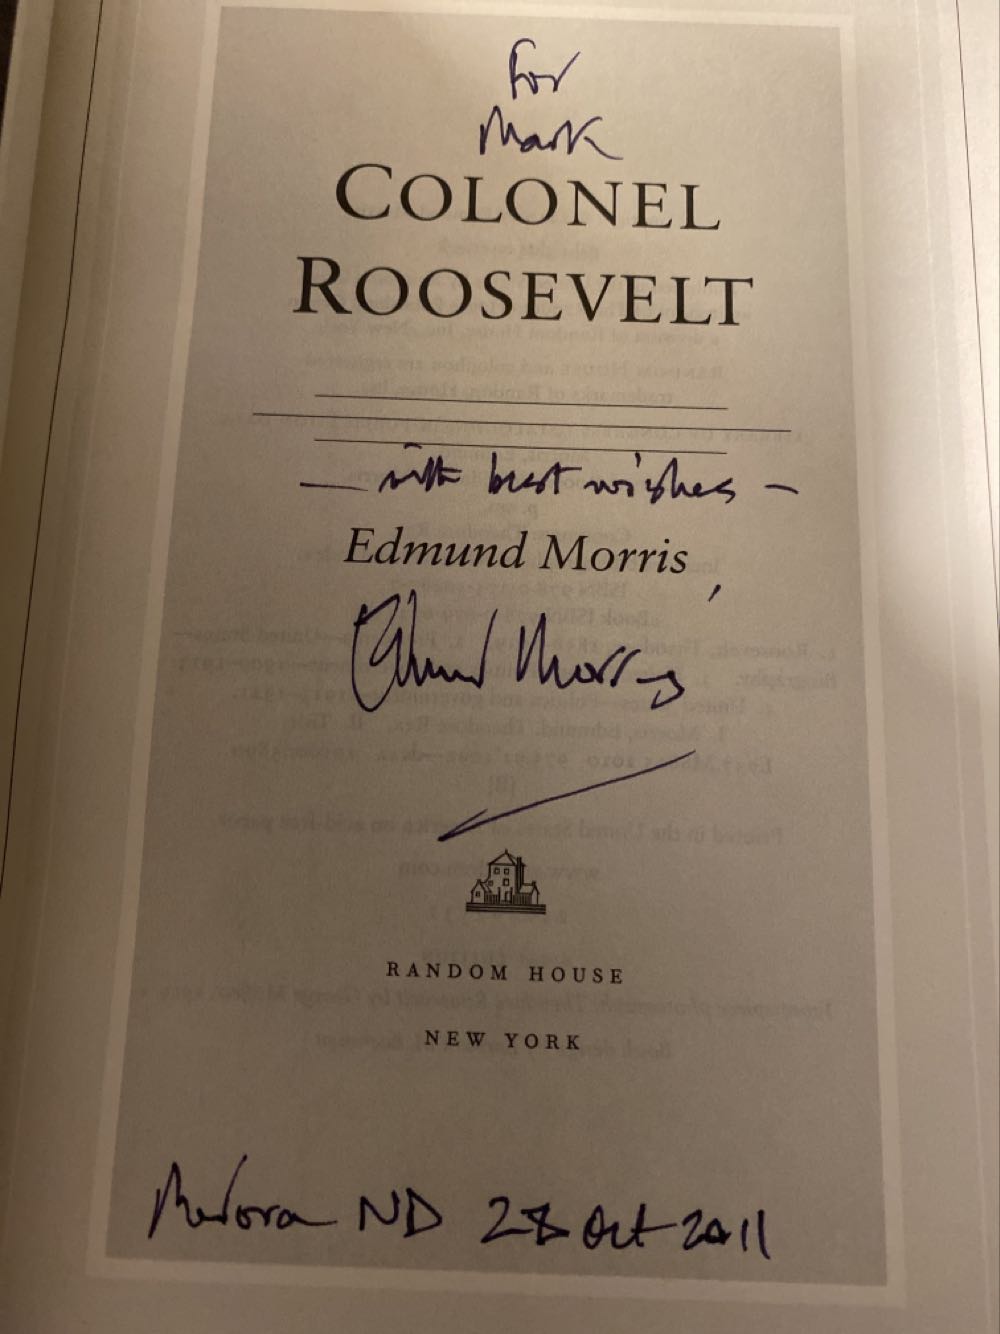 For
Mark
COLONEL
ROOSEVELT
— with best wishes —
Edmund Morris,
Edmund Morris
RANDOM HOUSE
NEW YORK
Medora ND 28 Oct 2011